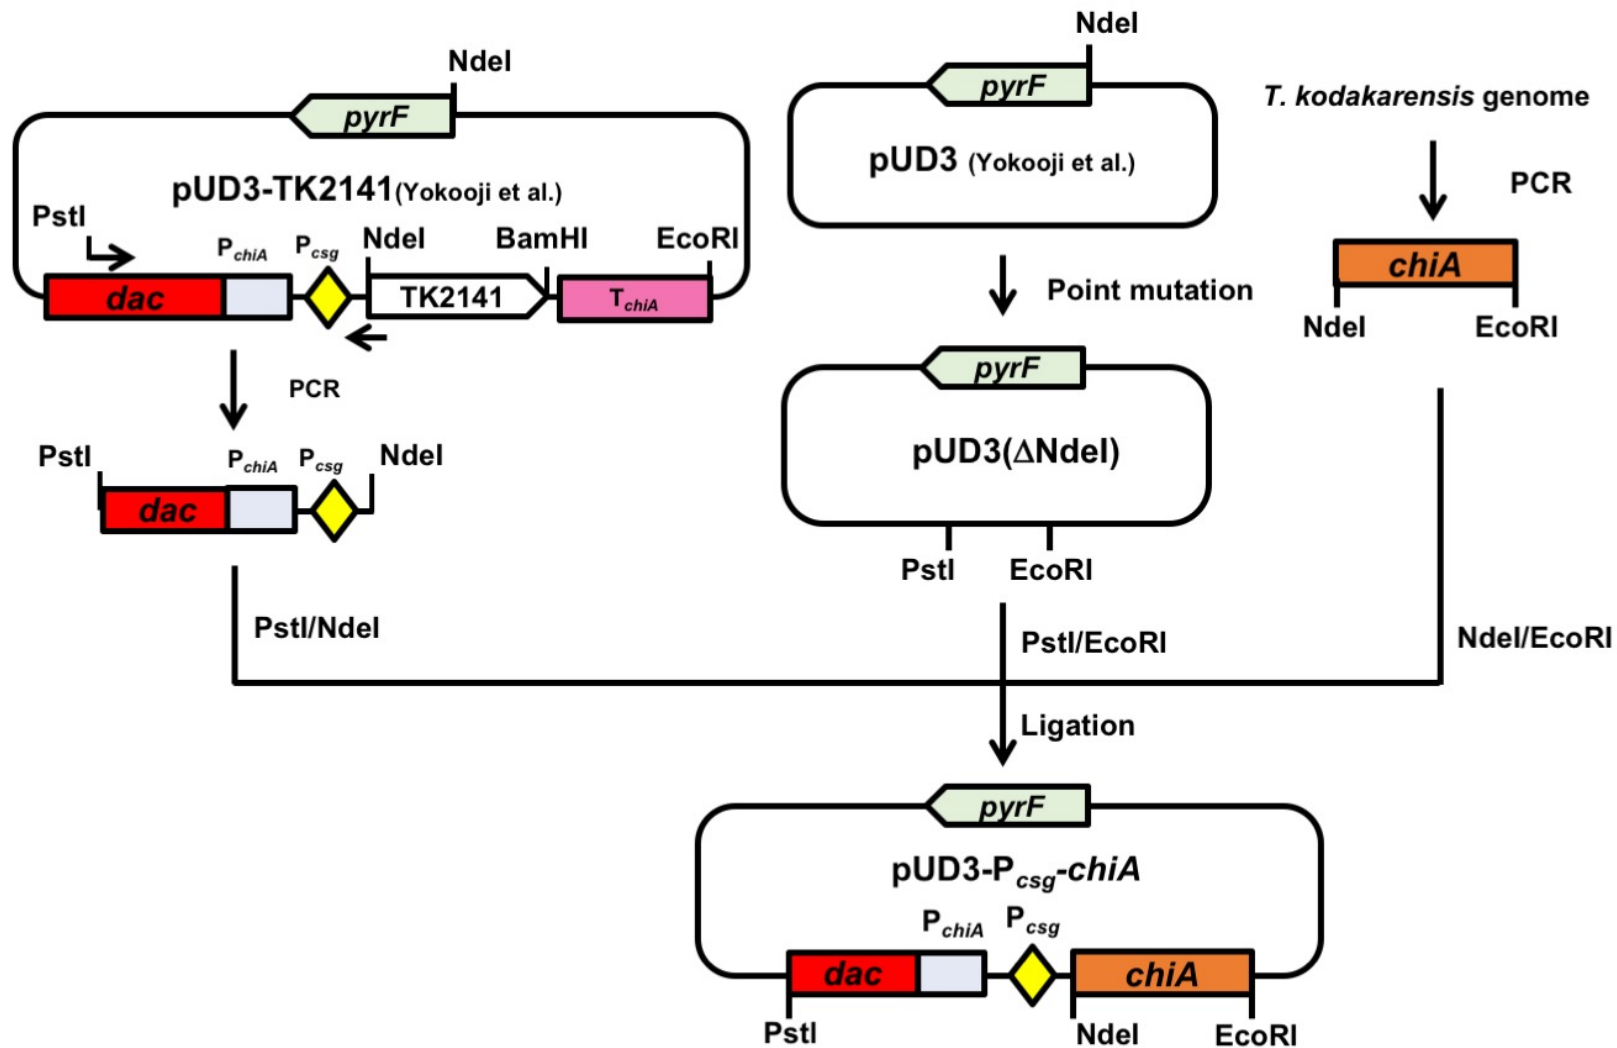 NdeI
pyrF
pUD3-TK2141(Yokooji et al.)
PstI
PchiA
Pcsg
NdeI
BamHI
EcoRI
dac
TK2141
TchiA
PCR
PstI
PchiA
Pcsg
NdeI
dac
PstI/NdeI
NdeI
pyrF
pUD3 (Yokooji et al.)
Point mutation
pyrF
pUD3(ΔNdeI)
PstI
EcoRI
PstI/EcoRI
T. kodakarensis genome
PCR
chiA
NdeI
EcoRI
NdeI/EcoRI
Ligation
pyrF
pUD3-Pcsg-chiA
PchiA
Pcsg
dac
chiA
PstI
NdeI
EcoRI